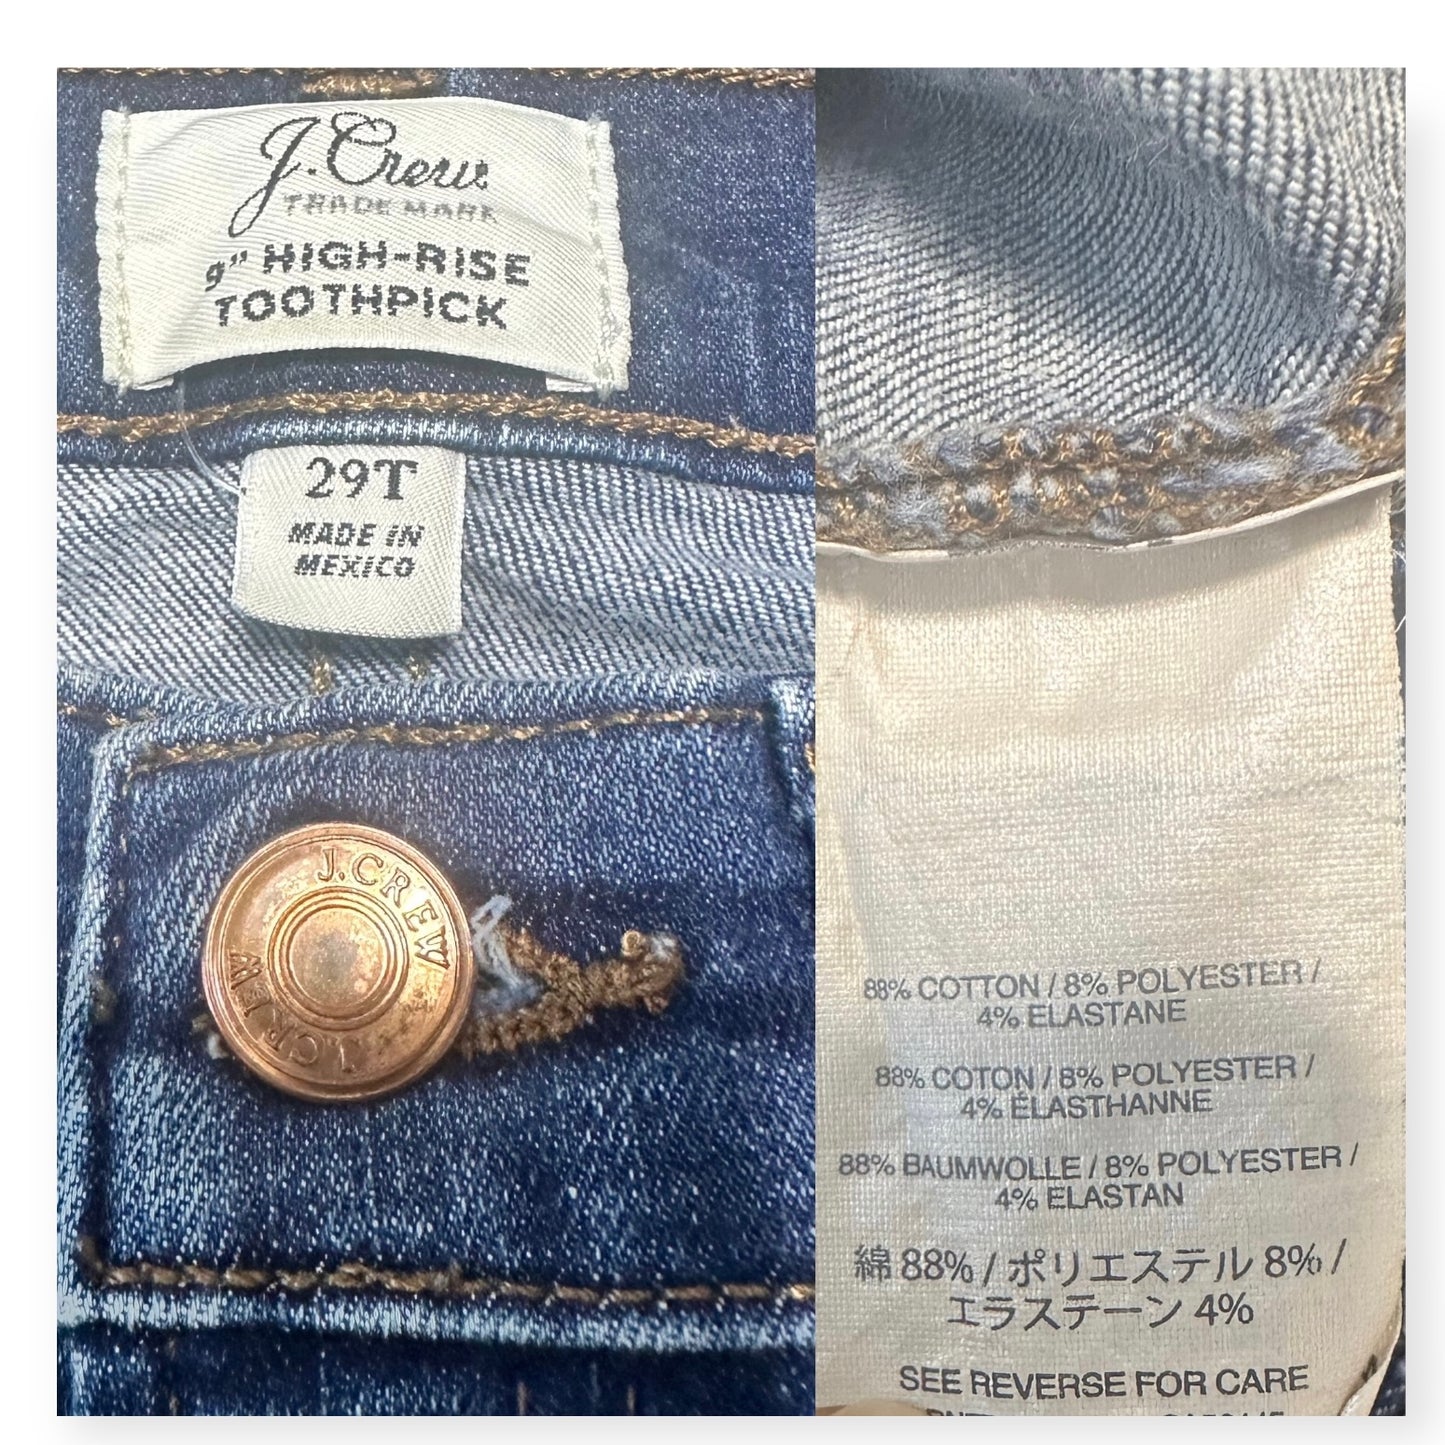 J.Crew
TRADE MARK
9" HIGH-RISE
TOOTHPICK
29T
MADE IN
MEXICO
J.CREW
J.CREW
88% COTTON / 8% POLYESTER /
4% ELASTANE
88% COTON / 8% POLYESTER /
4% ÉLASTHANNE
88% BAUMWOLLE / 8% POLYESTER /
4% ELASTAN
綿 88% / ポリエステル 8% /
エラステーン 4%
SEE REVERSE FOR CARE